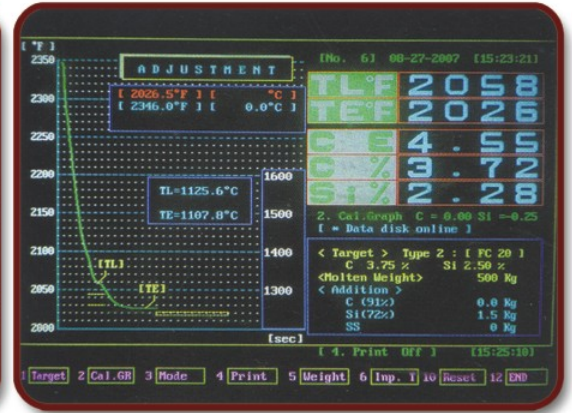 [ °F ]
[No. 6] 08-27-2007 [15:23:21]
2350
ADJUSTMENT
TL°F 2058
[ 2026.5°F ] [ °C ]
[ 2346.0°F ] [ 0.0°C ]
2300
TE°F 2026
2250
C E 4.55
2200
1600
C % 3.72
TL=1125.6°C
Si% 2.28
2150
TE=1107.8°C
1500
2. Cal.Graph C = 0.00 Si =-0.25
[ = Data disk online ]
2100
1400
< Target > Type 2 : [ FC 20 ]
[TL]
C 3.75 % Si 2.50 %
<Molten Weight> 500 Kg
2050
[TE]
1300
< Addition >
C (91%) 0.0 Kg
Si(72%) 1.5 Kg
2000
SS 0 Kg
[sec]
[ 4. Print Off ] [15:25:10]
1 Target 2 Cal.GR 3 Mode 4 Print 5 Weight 6 Inp. T 10 Reset 12 END